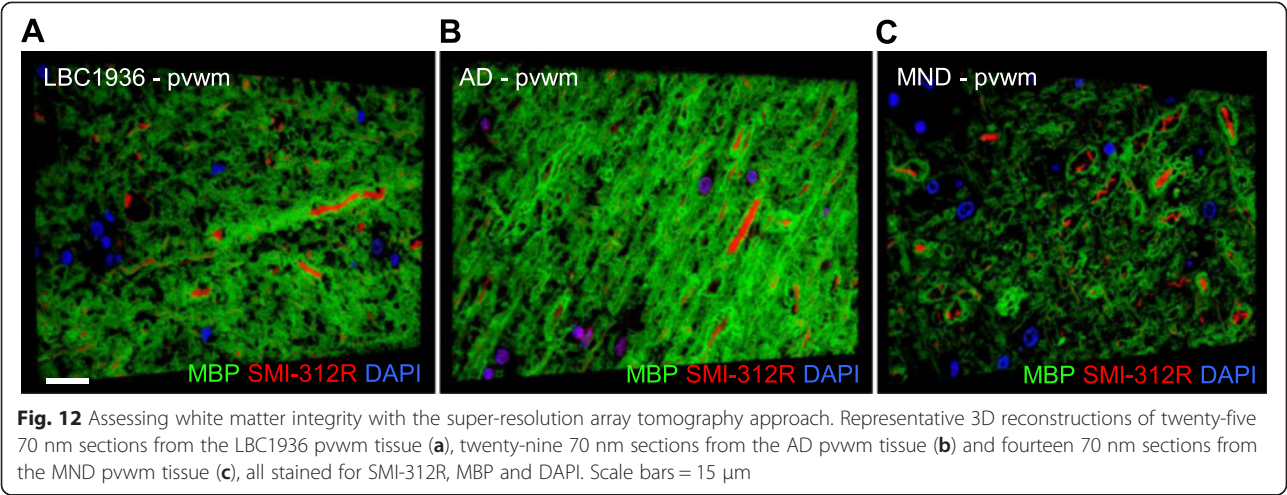 A
B
C
LBC1936 - pvwm
AD - pvwm
MND - pvwm
MBP SMI-312R DAPI
MBP SMI-312R DAPI
MBP SMI-312R DAPI
Fig. 12 Assessing white matter integrity with the super-resolution array tomography approach. Representative 3D reconstructions of twenty-five
70 nm sections from the LBC1936 pvwm tissue (a), twenty-nine 70 nm sections from the AD pvwm tissue (b) and fourteen 70 nm sections from
the MND pvwm tissue (c), all stained for SMI-312R, MBP and DAPI. Scale bars = 15 μm